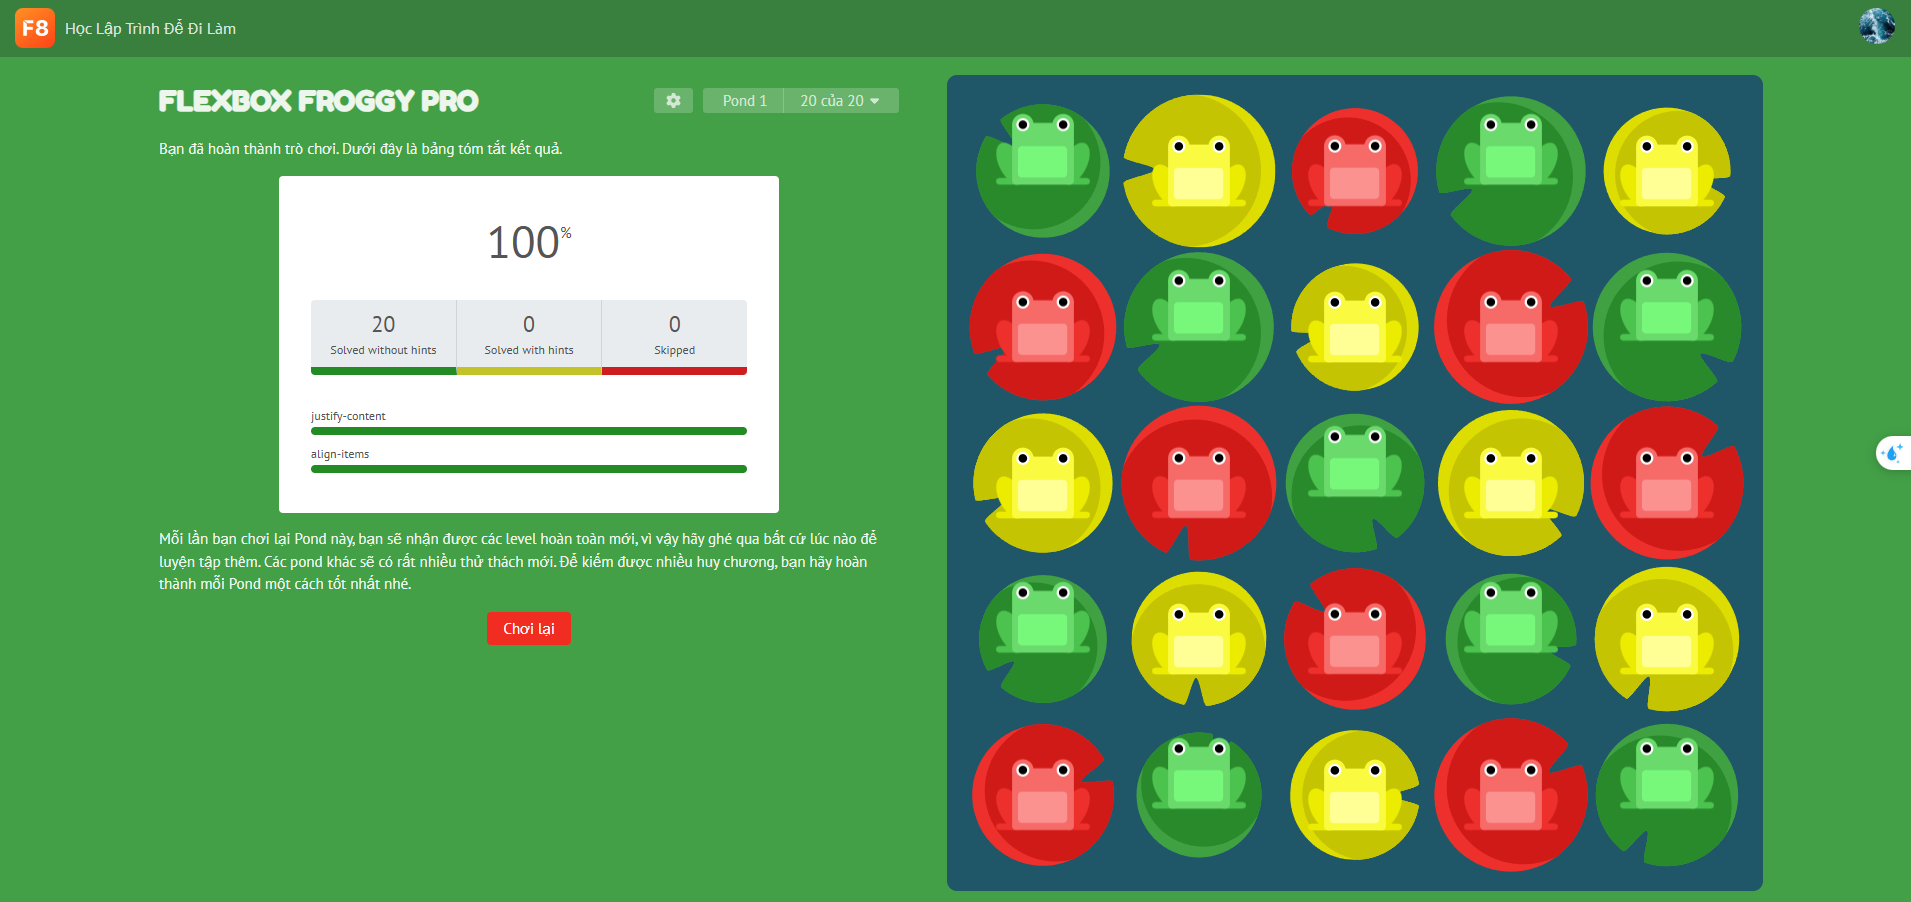 F8 Học Lập Trình Để Đi Làm
FLEXBOX FROGGY PRO
Pond 1 20 của 20
Bạn đã hoàn thành trò chơi. Dưới đây là bảng tóm tắt kết quả.
100%
20 0 0
Solved without hints Solved with hints Skipped
justify-content
align-items
Mỗi lần bạn chơi lại Pond này, bạn sẽ nhận được các level hoàn toàn mới, vì vậy hãy ghé qua bất cứ lúc nào để
luyện tập thêm. Các pond khác sẽ có rất nhiều thử thách mới. Để kiếm được nhiều huy chương, bạn hãy hoàn
thành mỗi Pond một cách tốt nhất nhé.
Chơi lại